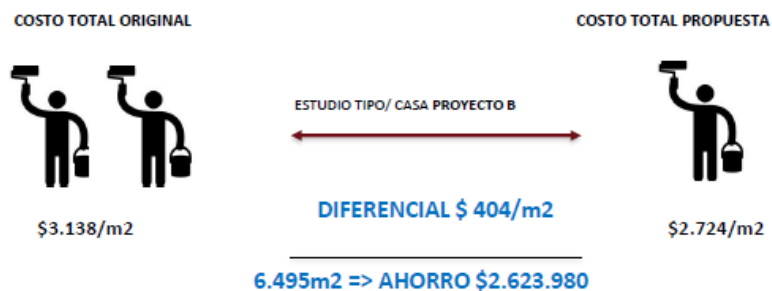 COSTO TOTAL ORIGINAL
COSTO TOTAL PROPUESTA
ESTUDIO TIPO/ CASA PROYECTO B
DIFERENCIAL $ 404/m2
$3.138/m2
$2.724/m2
6.495m2 => AHORRO $2.623.980